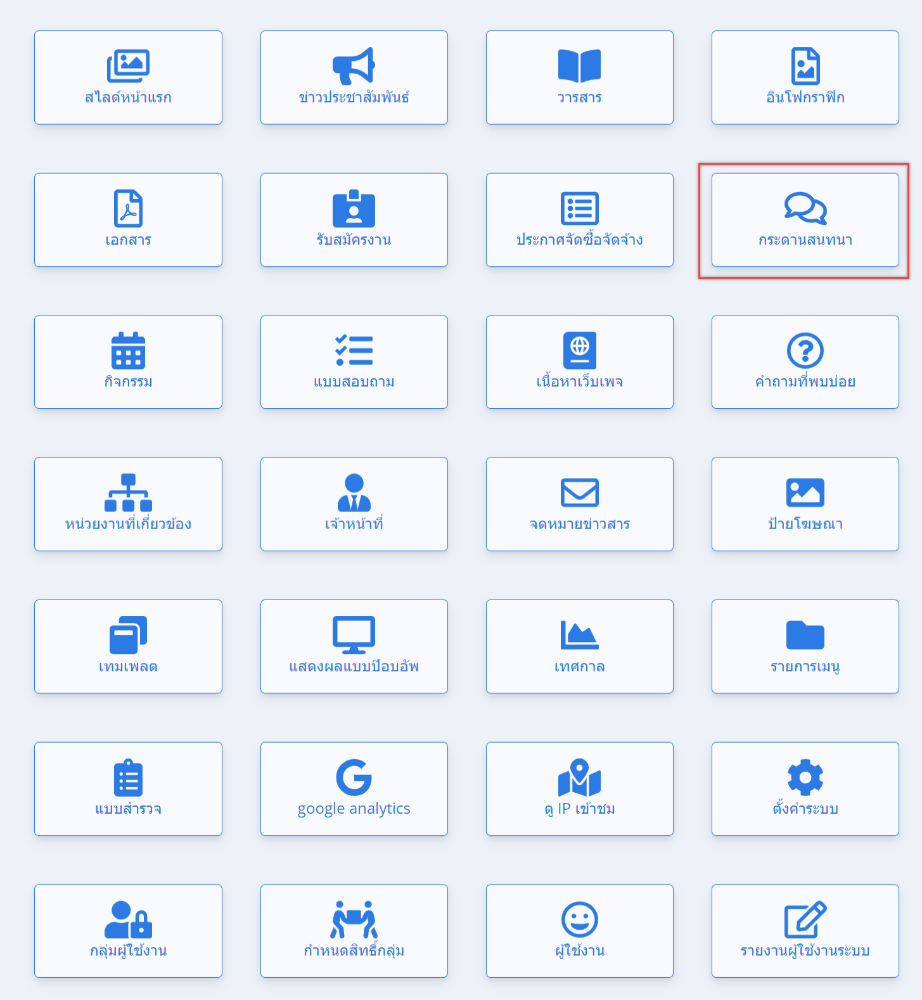 สไลด์หน้าแรก
ข่าวประชาสัมพันธ์
วารสาร
อินโฟกราฟิก
เอกสาร
รับสมัครงาน
ประกาศจัดซื้อจัดจ้าง
กระดานสนทนา
กิจกรรม
แบบสอบถาม
เนื้อหาเว็บเพจ
คำถามที่พบบ่อย
หน่วยงานที่เกี่ยวข้อง
เจ้าหน้าที่
จดหมายข่าวสาร
ป้ายโฆษณา
เทมเพลต
แสดงผลแบบป๊อบอัพ
เทศกาล
รายการเมนู
แบบสำรวจ
google analytics
ดู IP เข้าชม
ตั้งค่าระบบ
กลุ่มผู้ใช้งาน
กำหนดสิทธิ์กลุ่ม
ผู้ใช้งาน
รายงานผู้ใช้งานระบบ